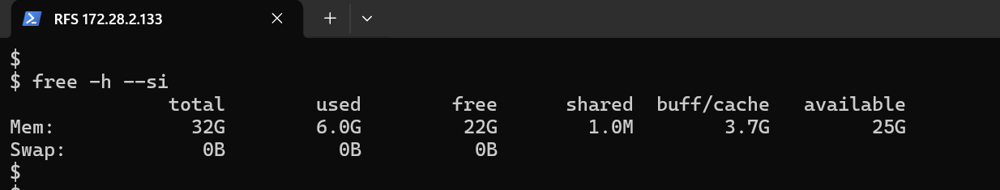 RFS 172.28.2.133
$
$ free -h --si
total used free shared buff/cache available
Mem: 32G 6.0G 22G 1.0M 3.7G 25G
Swap: 0B 0B 0B
$
$